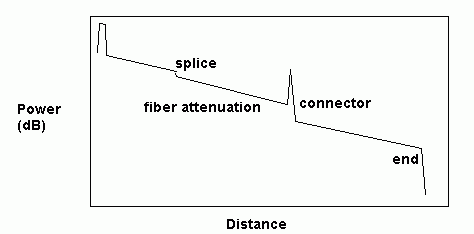 splice
fiber attenuation
connector
Power
(dB)
end
Distance